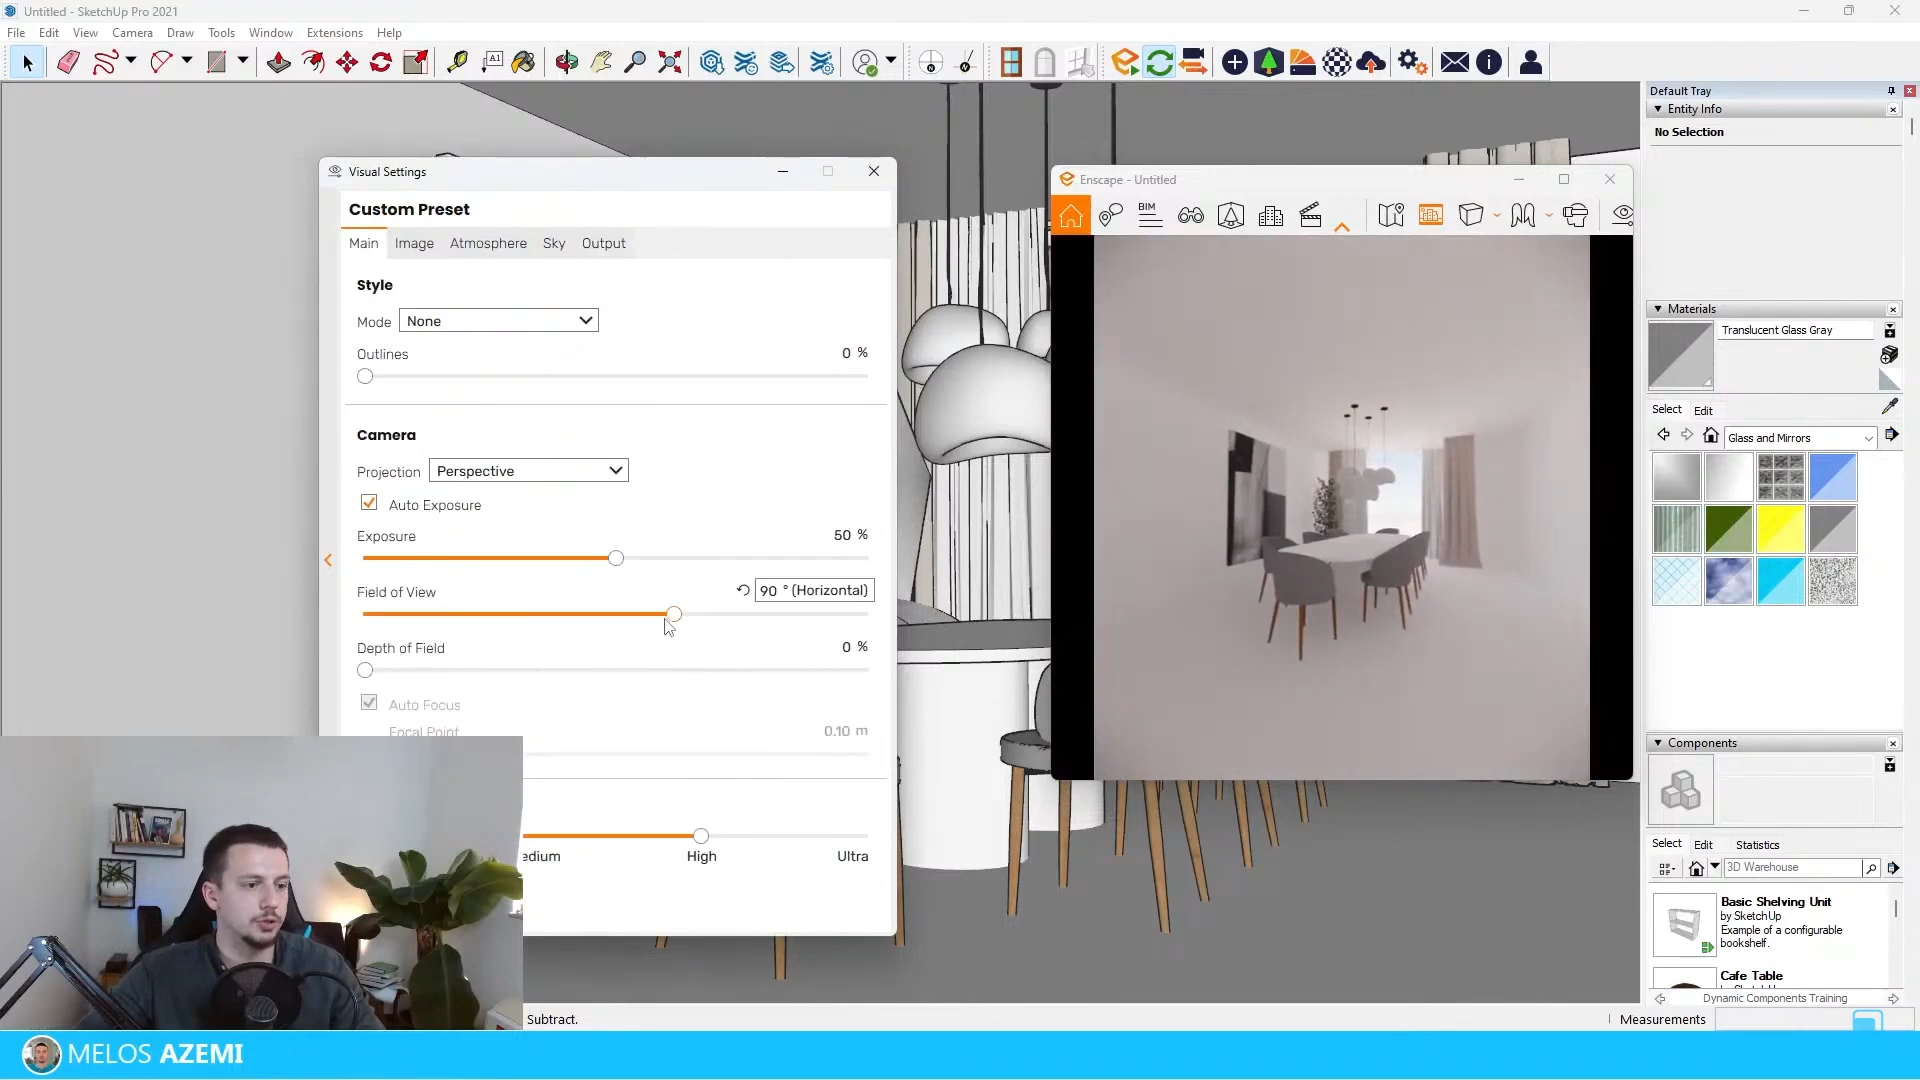 Untitled - SketchUp Pro 2021
File Edit View Camera Draw Tools Window Extensions Help
A1
Visual Settings
Custom Preset
Main Image Atmosphere Sky Output
Style
Mode None
Outlines 0 %
Camera
Projection Perspective
Auto Exposure
Exposure 50 %
Field of View 90 ° (Horizontal)
Depth of Field 0 %
Auto Focus
Focal Point 0.10 m
edium High Ultra
Enscape - Untitled
BIM
Default Tray
Entity Info
No Selection
Materials
Translucent Glass Gray
Select Edit
Glass and Mirrors
Components
Select Edit Statistics
3D Warehouse
Basic Shelving Unit
by SketchUp
Example of a configurable
bookshelf.
Cafe Table
Dynamic Components Training
Subtract.
Measurements
MELOS AZEMI